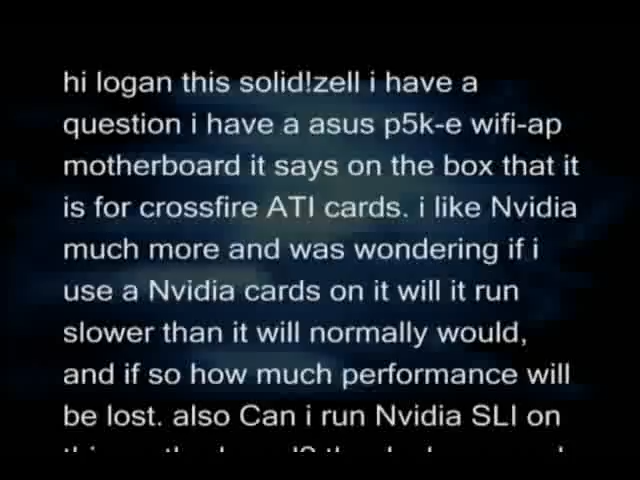 hi logan this solid!zell i have a
question i have a asus p5k-e wifi-ap
motherboard it says on the box that it
is for crossfire ATI cards. i like Nvidia
much more and was wondering if i
use a Nvidia cards on it will it run
slower than it will normally would,
and if so how much performance will
be lost. also Can i run Nvidia SLI on